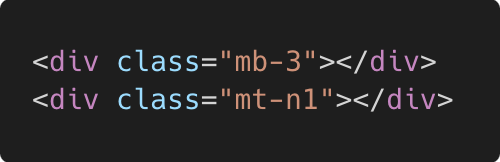 <div class="mb-3"></div>
<div class="mt-n1"></div>